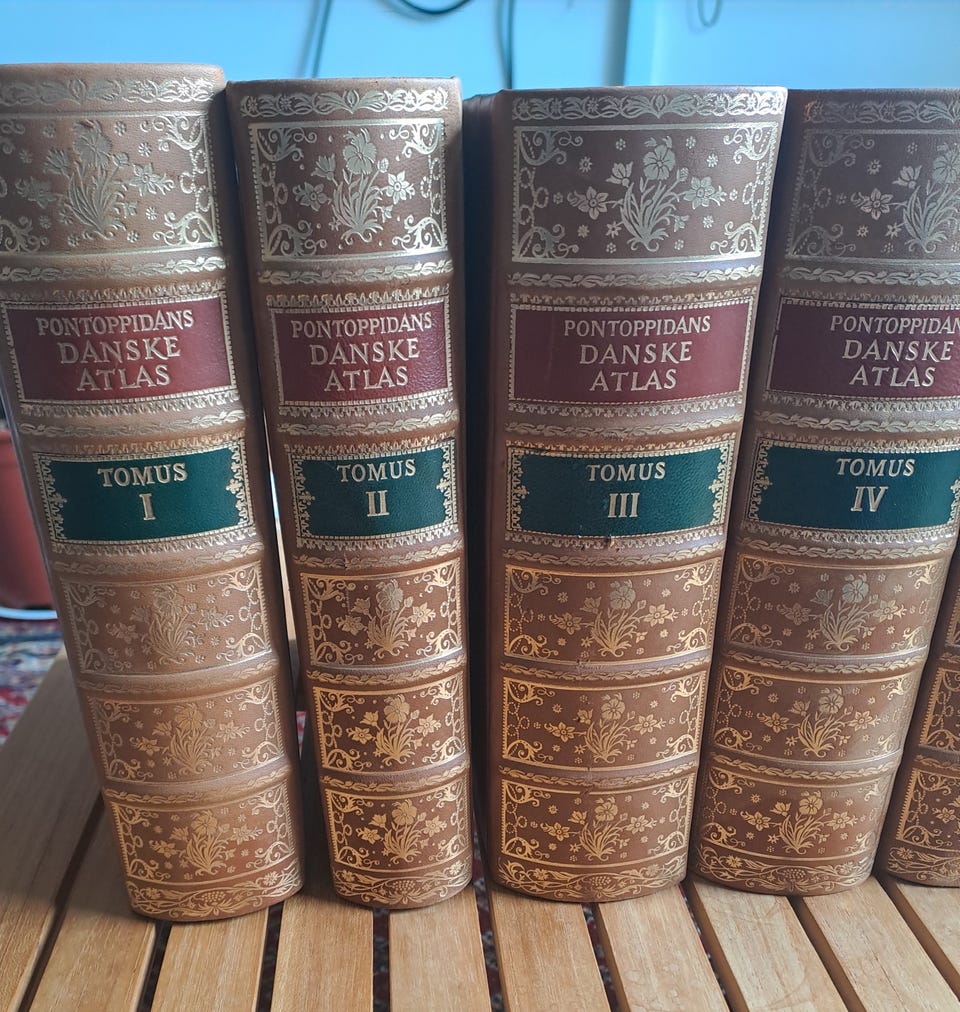 PONTOPPIDANS
DANSKE
ATLAS
TOMUS
I
PONTOPPIDANS
DANSKE
ATLAS
TOMUS
II
PONTOPPIDANS
DANSKE
ATLAS
TOMUS
III
PONTOPPIDAN
DANSKE
ATLAS
TOMUS
IV